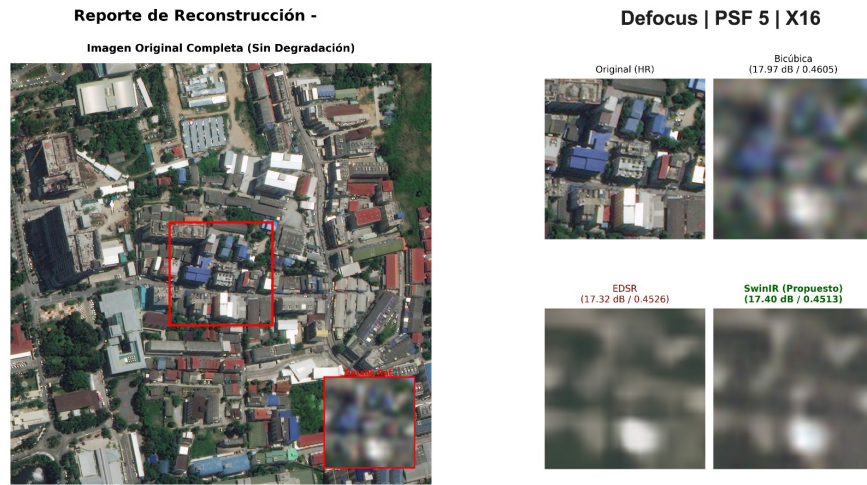 Reporte de Reconstrucción -
Defocus | PSF 5 | X16
Imagen Original Completa (Sin Degradación)
Original (HR)
Bicúbica
(17.97 dB / 0.4605)
EDSR
(17.32 dB / 0.4526)
SwinIR (Propuesto)
(17.40 dB / 0.4513)